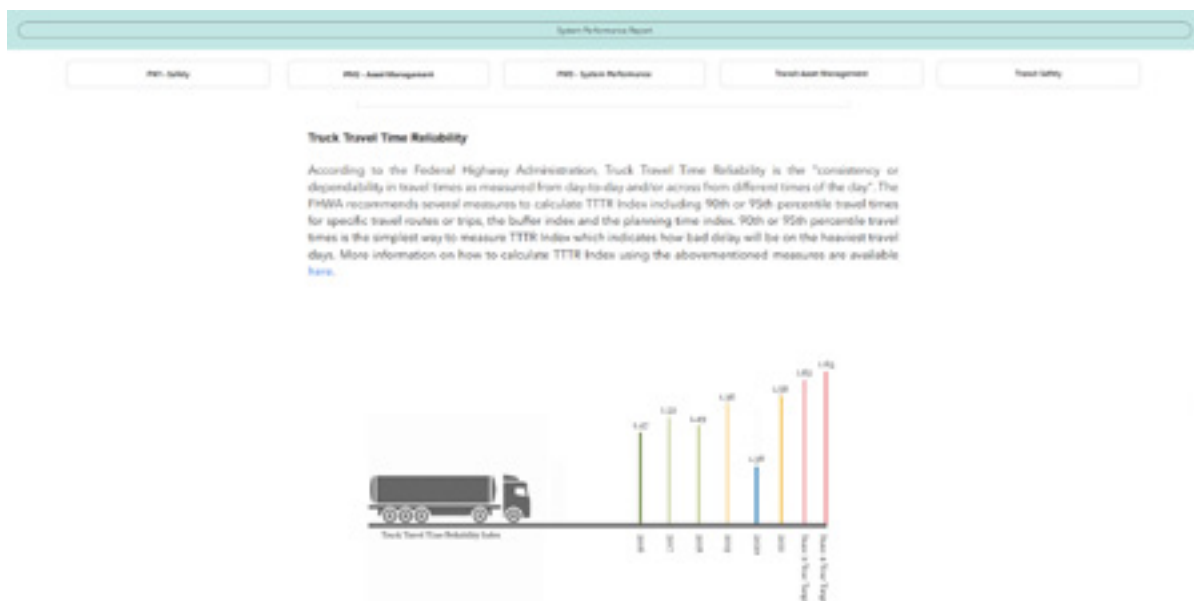 System Performance Report
PM1 - Safety
PM2 - Asset Management
PM3 - System Performance
Transit Asset Management
Transit Safety
Truck Travel Time Reliability
According to the Federal Highway Administration, Truck Travel Time Reliability is the "consistency or
dependability in travel times as measured from day-to-day and/or across from different times of the day". The
FHWA recommends several measures to calculate TTTR Index including 90th or 95th percentile travel times
for specific travel routes or trips, the buffer index and the planning time index. 90th or 95th percentile travel
times is the simplest way to measure TTTR Index which indicates how bad delay will be on the heaviest travel
days. More information on how to calculate TTTR Index using the abovementioned measures are available
here.
Truck Travel Time Reliability Index